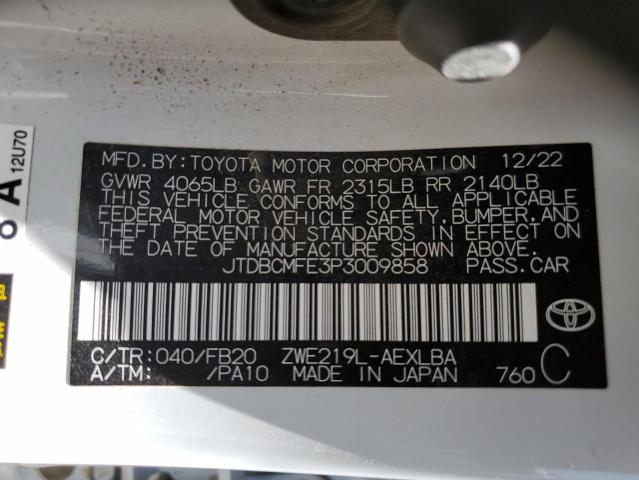 MFD.BY:TOYOTA MOTOR CORPORATION 12/22
GVWR 4065LB GAWR FR 2315LB RR 2140LB
THIS VEHICLE CONFORMS TO ALL APPLICABLE
FEDERAL MOTOR VEHICLE SAFETY,BUMPER,AND
THEFT PREVENTION STANDARDS IN EFFECT ON
THE DATE OF MANUFACTURE SHOWN ABOVE.
JTDBCMFE3P3009858 PASS.CAR
C/TR:040/FB20 ZWE219L-AEXLBA
A/TM: /PA10 MADE IN JAPAN 760 C
A 12U70